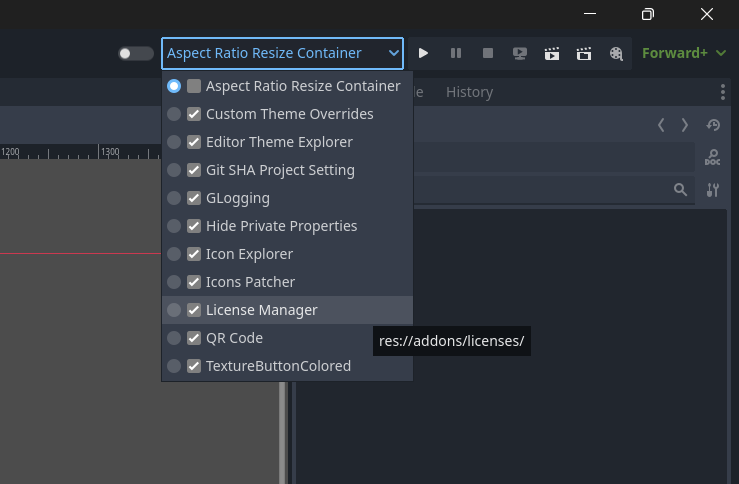 Aspect Ratio Resize Container
Forward+
Aspect Ratio Resize Container
Custom Theme Overrides
Editor Theme Explorer
Git SHA Project Setting
GLogging
Hide Private Properties
Icon Explorer
Icons Patcher
License Manager
QR Code
TextureButtonColored
res://addons/licenses/
History
DOC
1200
1300